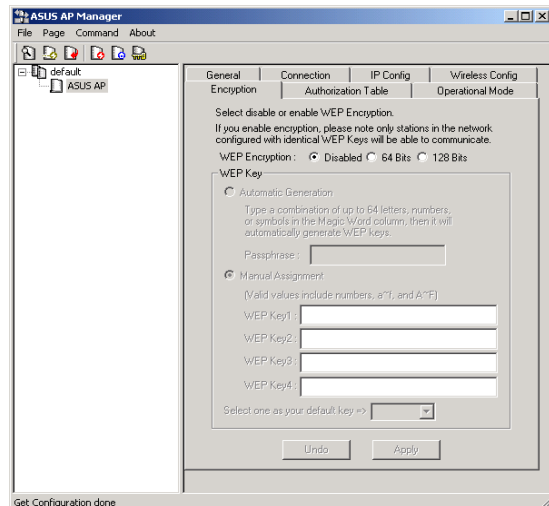 ASUS AP Manager
File Page Command About
default
ASUS AP
General Connection IP Config Wireless Config
Encryption Authorization Table Operational Mode
Select disable or enable WEP Encryption.
If you enable encryption, please note only stations in the network
configured with identical WEP Keys will be able to
communicate.
WEP Encryption : Disabled 64 Bits 128 Bits
WEP Key
Automatic Generation
Type a combination of up to 64 letters, numbers,
or symbols in the Magic Word column, then it will
automatically generate WEP keys.
Passphrase :
Manual Assignment
(Valid values include numbers, a~f, and A~F)
WEP Key1 :
WEP Key2 :
WEP Key3 :
WEP Key4 :
Select one as your default key =>
Undo Apply
Get Configuration done